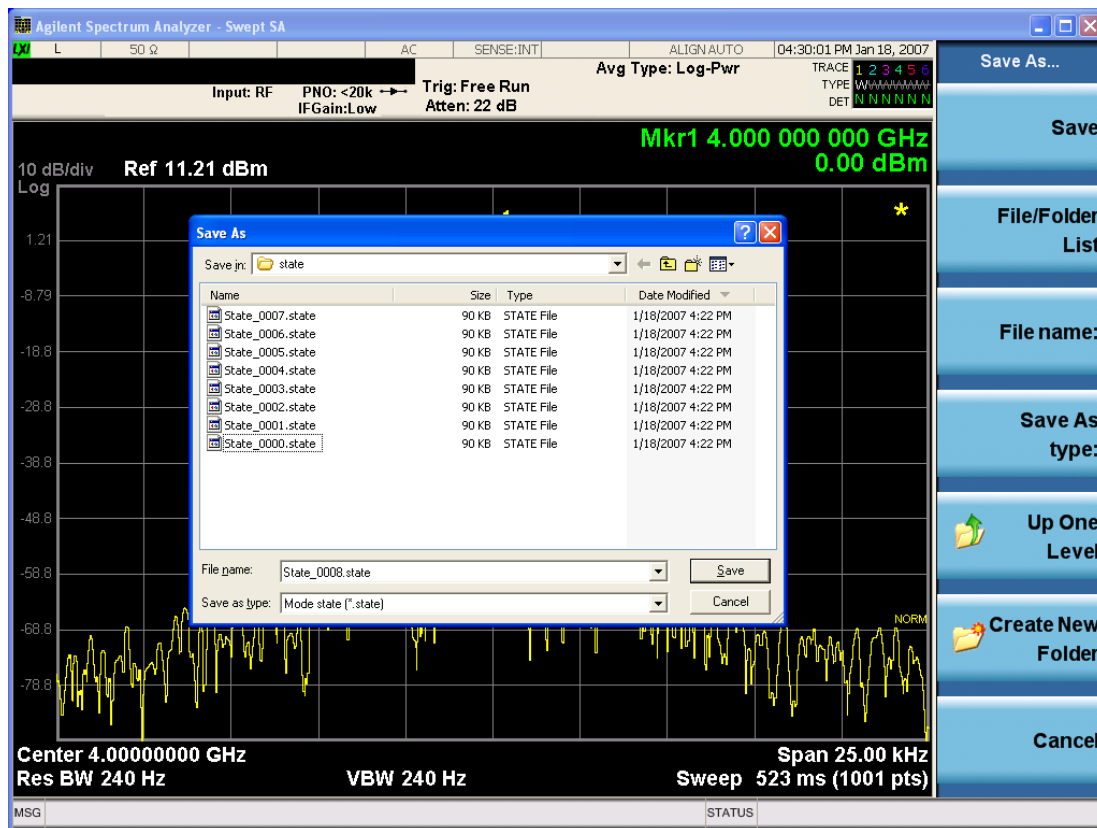 Agilent Spectrum Analyzer - Swept SA
LXI L 50 Ω AC SENSE:INT ALIGN AUTO 04:30:01 PM Jan 18, 2007
Input: RF PNO: <20k IFGain:Low
Trig: Free Run
Atten: 22 dB
Avg Type: Log-Pwr
TRACE 1 2 3 4 5 6
TYPE WWWWWW
DET N N N N N N
Mkr1 4.000 000 000 GHz
0.00 dBm
10 dB/div Ref 11.21 dBm
Log
1.21
-8.79
-18.8
-28.8
-38.8
-48.8
-58.8
-68.8
-78.8
Save As
Save in: state
Name Size Type Date Modified
State_0007.state 90 KB STATE File 1/18/2007 4:22 PM
State_0006.state 90 KB STATE File 1/18/2007 4:22 PM
State_0005.state 90 KB STATE File 1/18/2007 4:22 PM
State_0004.state 90 KB STATE File 1/18/2007 4:22 PM
State_0003.state 90 KB STATE File 1/18/2007 4:22 PM
State_0002.state 90 KB STATE File 1/18/2007 4:22 PM
State_0001.state 90 KB STATE File 1/18/2007 4:22 PM
State_0000.state 90 KB STATE File 1/18/2007 4:22 PM
File name: State_0008.state Save
Save as type: Mode state (*.state) Cancel
NORM
Center 4.00000000 GHz Span 25.00 kHz
Res BW 240 Hz VBW 240 Hz Sweep 523 ms (1001 pts)
MSG STATUS
Save As...
Save
File/Folder
List
File name:
Save As
type:
Up One
Level
Create New
Folder
Cancel